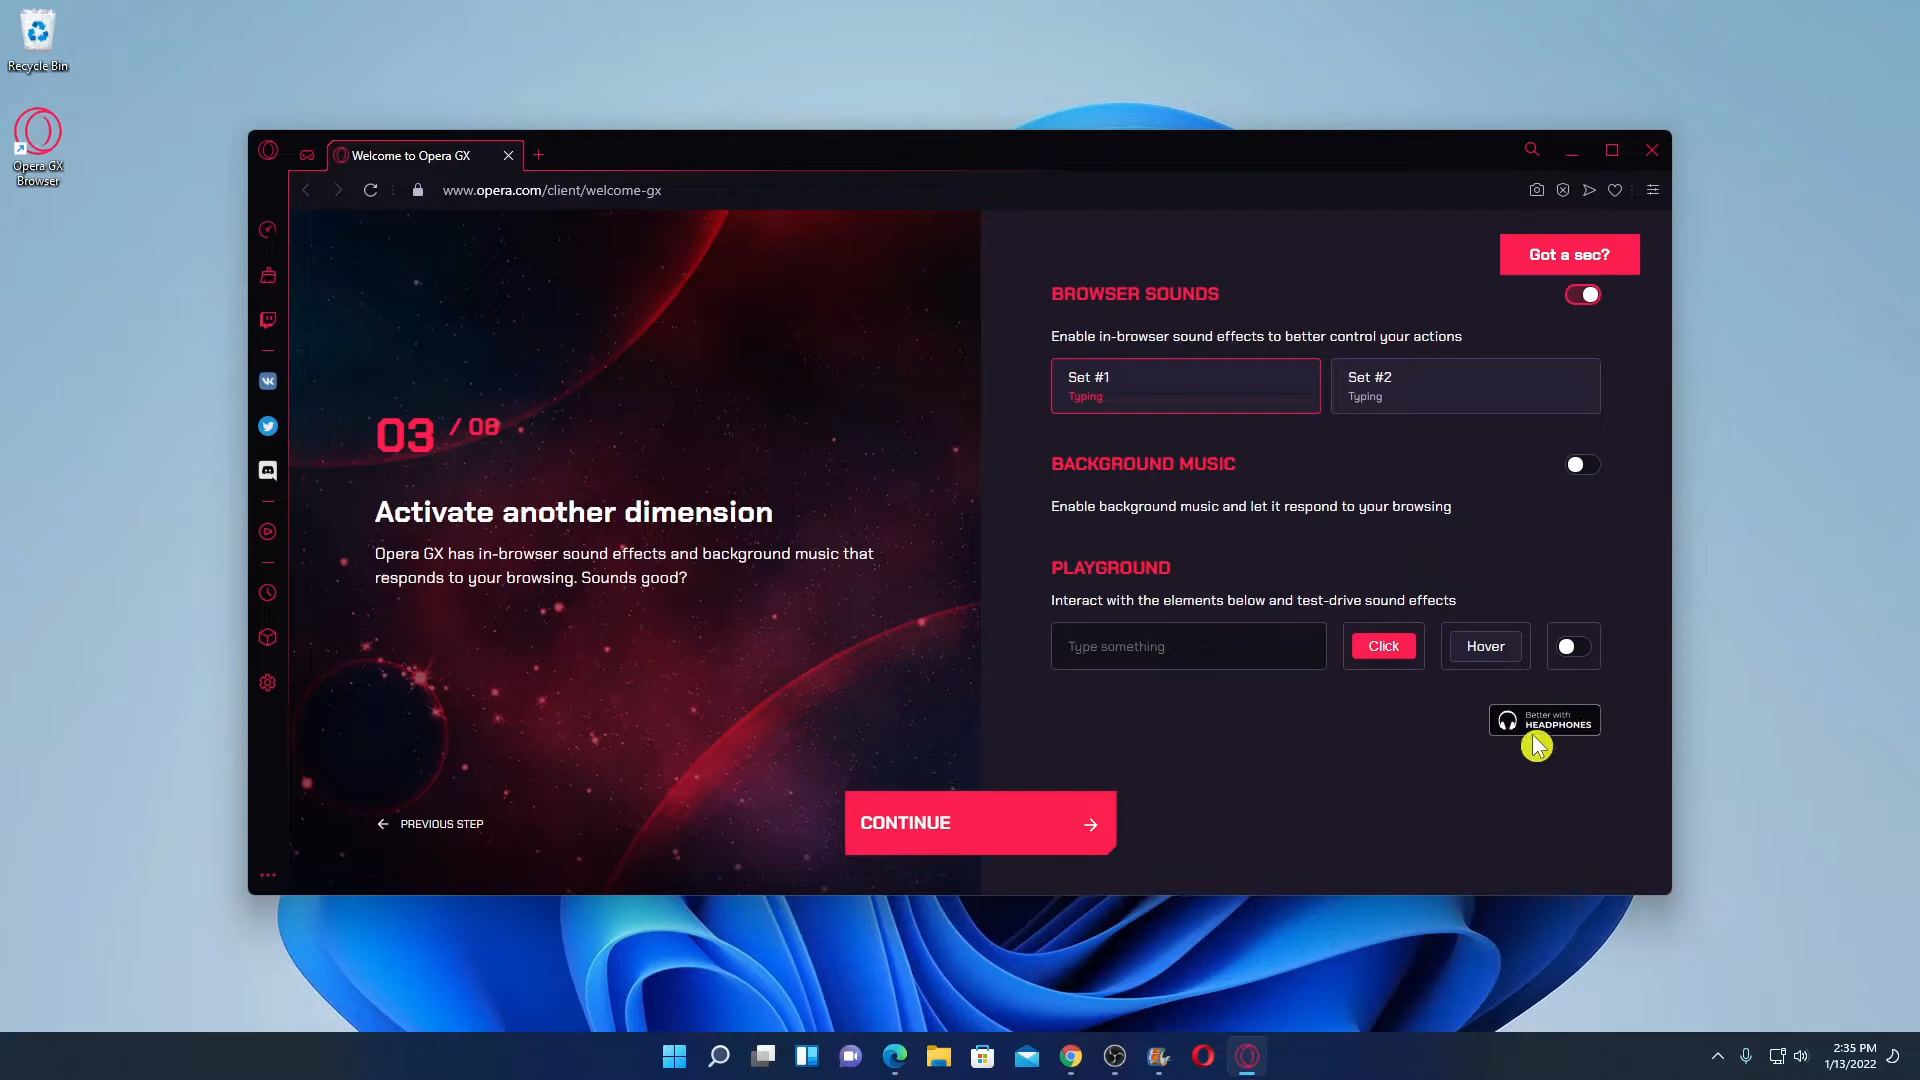 Recycle Bin
Opera GX
Browser
Welcome to Opera GX
www.opera.com/client/welcome-gx
Got a sec?
BROWSER SOUNDS
Enable in-browser sound effects to better control your actions
Set #1
Typing
Set #2
Typing
03 / 08
Activate another dimension
Opera GX has in-browser sound effects and background music that
responds to your browsing. Sounds good?
BACKGROUND MUSIC
Enable background music and let it respond to your browsing
PLAYGROUND
Interact with the elements below and test-drive sound effects
Type something
Click
Hover
Better with
HEADPHONES
PREVIOUS STEP
CONTINUE
2:35 PM
1/13/2022